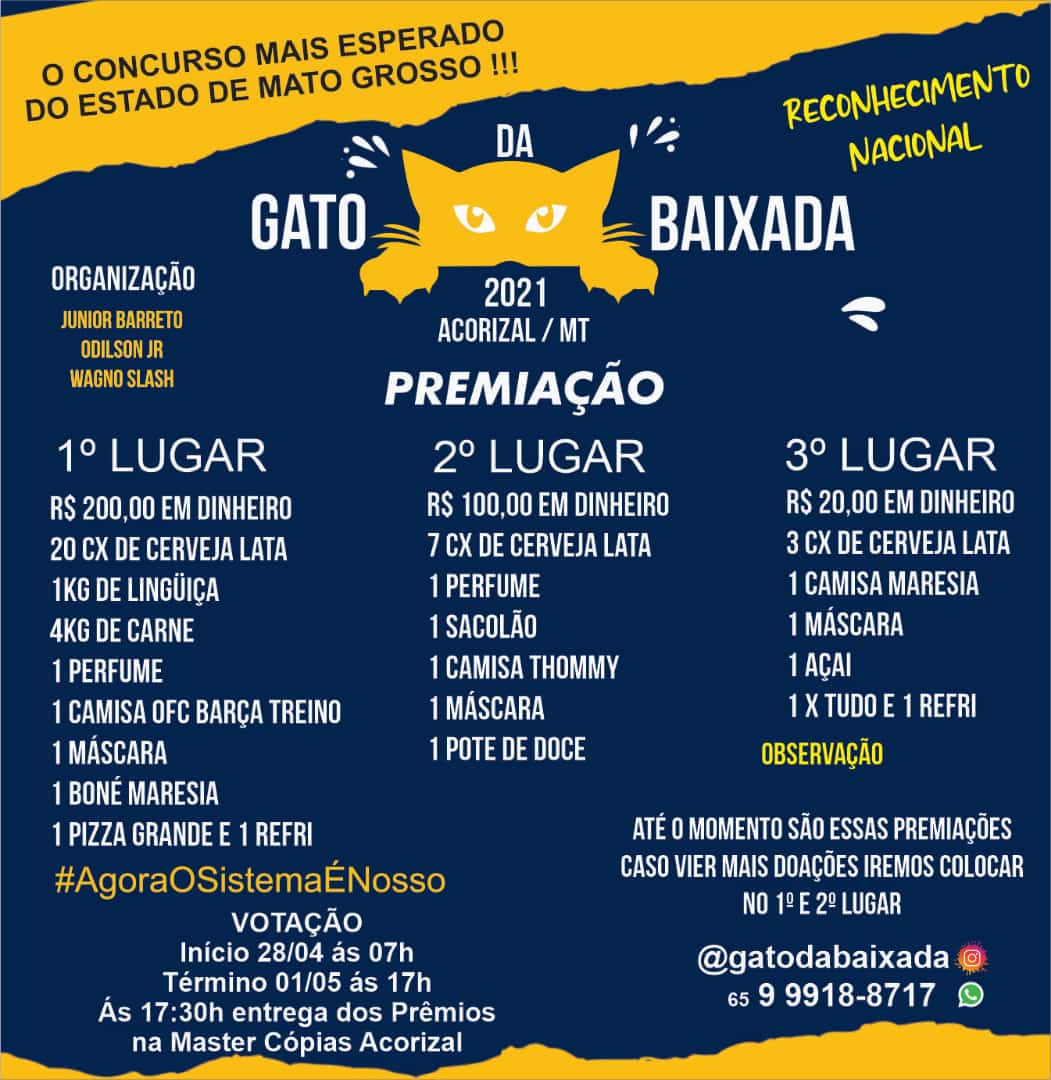 O CONCURSO MAIS ESPERADO
DO ESTADO DE MATO GROSSO !!!
RECONHECIMENTO
NACIONAL
DA
GATO
BAIXADA
2021
ACORIZAL / MT
ORGANIZAÇÃO
JUNIOR BARRETO
ODILSON JR
WAGNO SLASH
PREMIAÇÃO
1º LUGAR
R$ 200,00 EM DINHEIRO
20 CX DE CERVEJA LATA
1KG DE LINGÜIÇA
4KG DE CARNE
1 PERFUME
1 CAMISA OFC BARÇA TREINO
1 MÁSCARA
1 BONÉ MARESIA
1 PIZZA GRANDE E 1 REFRI
2º LUGAR
R$ 100,00 EM DINHEIRO
7 CX DE CERVEJA LATA
1 PERFUME
1 SACOLÃO
1 CAMISA THOMMY
1 MÁSCARA
1 POTE DE DOCE
3º LUGAR
R$ 20,00 EM DINHEIRO
3 CX DE CERVEJA LATA
1 CAMISA MARESIA
1 MÁSCARA
1 AÇAI
1 X TUDO E 1 REFRI
OBSERVAÇÃO
ATÉ O MOMENTO SÃO ESSAS PREMIAÇÕES
CASO VIER MAIS DOAÇÕES IREMOS COLOCAR
NO 1º E 2º LUGAR
#AgoraOSistemaÉNosso
VOTAÇÃO
Início 28/04 ás 07h
Término 01/05 ás 17h
Ás 17:30h entrega dos Prêmios
na Master Cópias Acorizal
@gatodabaixada
65 9 9918-8717